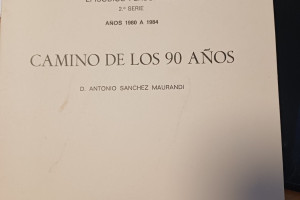 2.ª SERIE
AÑOS 1980 A 1984
CAMINO DE LOS 90 AÑOS
D. ANTONIO SANCHEZ MAURANDI